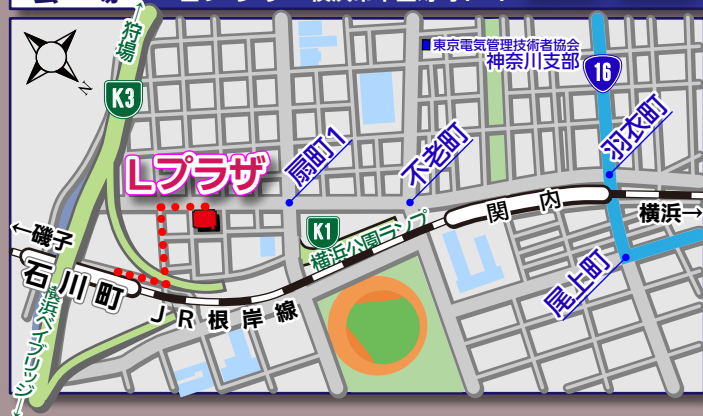 ↑狩場
N
K3
■東京電気管理技術者協会
神奈川支部
16
Lプラザ
扇町1
不老町
羽衣町
関内
横浜→
K1
横浜公園ランプ
←磯子
石川町
JR根岸線
尾上町
横浜ベイブリッジ→